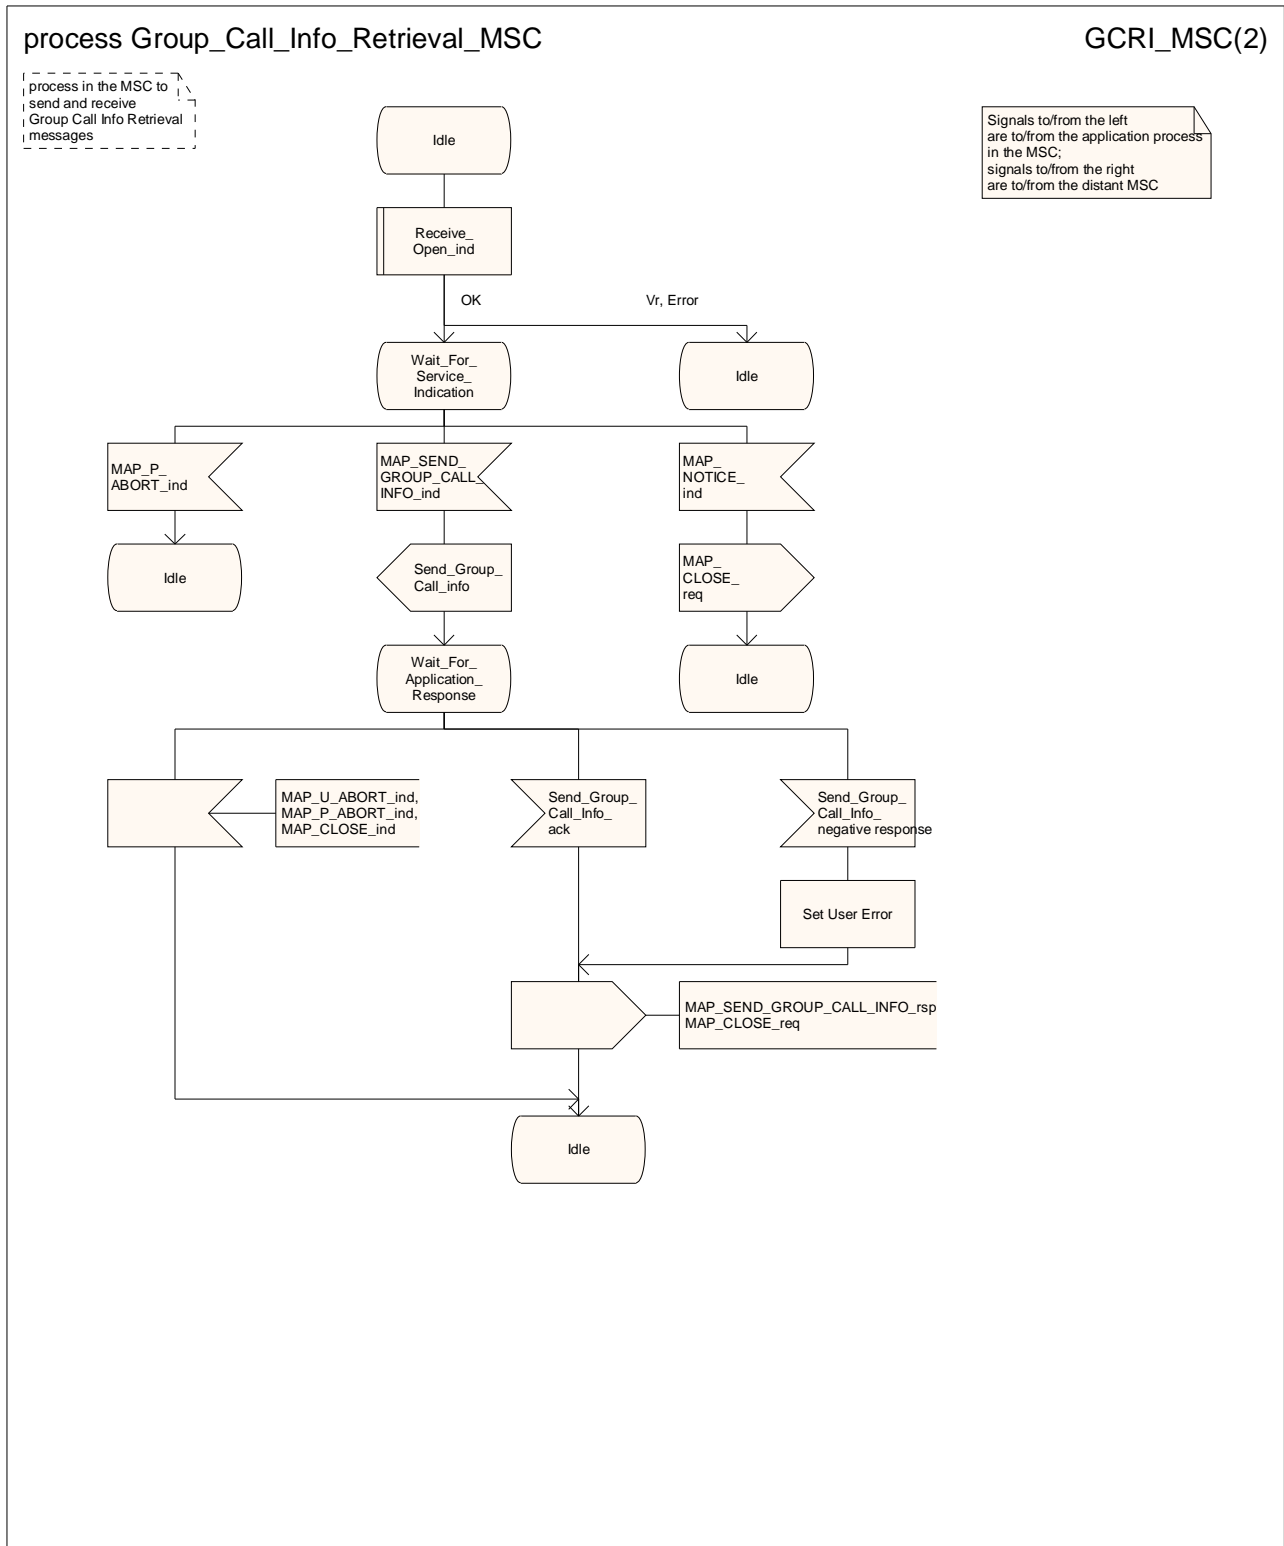 process Group_Call_Info_Retrieval_MSC
GCRI_MSC(2)
process in the MSC to
send and receive
Group Call Info Retrieval
messages
Signals to/from the left
are to/from the application process
in the MSC;
signals to/from the right
are to/from the distant MSC
Idle
Receive_
Open_ind
OK
Vr, Error
Wait_For_
Service_
Indication
Idle
MAP_P_
ABORT_ind
MAP_SEND_
GROUP_CALL_
INFO_ind
MAP_
NOTICE_
ind
Idle
Send_Group_
Call_info
MAP_
CLOSE_
req
Wait_For_
Application_
Response
Idle
MAP_U_ABORT_ind,
MAP_P_ABORT_ind,
MAP_CLOSE_ind
Send_Group_
Call_Info_
ack
Send_Group_
Call_Info_
negative response
Set User Error
MAP_SEND_GROUP_CALL_INFO_rsp
MAP_CLOSE_req
Idle